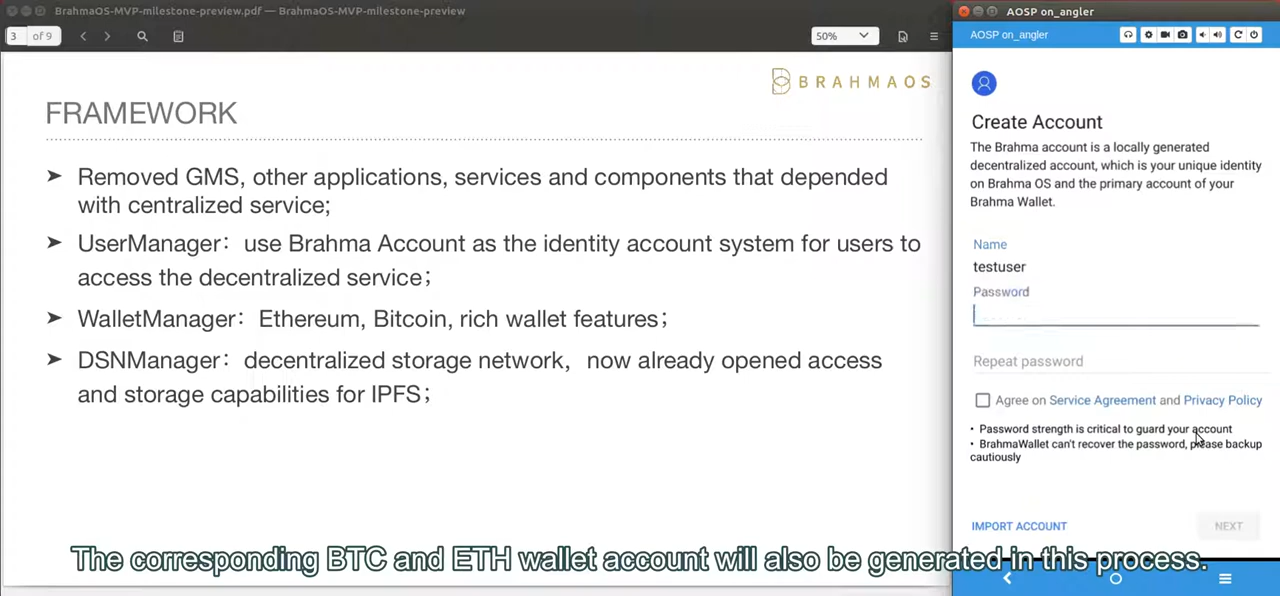 BrahmaOS-MVP-milestone-preview.pdf — BrahmaOS-MVP-milestone-preview
3 of 9
50%
BRAHMAOS
FRAMEWORK
➤ Removed GMS, other applications, services and components that depended
with centralized service;
➤ UserManager：use Brahma Account as the identity account system for users to
access the decentralized service；
➤ WalletManager：Ethereum, Bitcoin, rich wallet features；
➤ DSNManager：decentralized storage network，now already opened access
and storage capabilities for IPFS；
AOSP on_angler
AOSP on_angler
Create Account
The Brahma account is a locally generated
decentralized account, which is your unique identity
on Brahma OS and the primary account of your
Brahma Wallet.
Name
testuser
Password
Repeat password
Agree on Service Agreement and Privacy Policy
• Password strength is critical to guard your account
• BrahmaWallet can't recover the password, please backup
cautiously
IMPORT ACCOUNT
NEXT
The corresponding BTC and ETH wallet account will also be generated in this process.